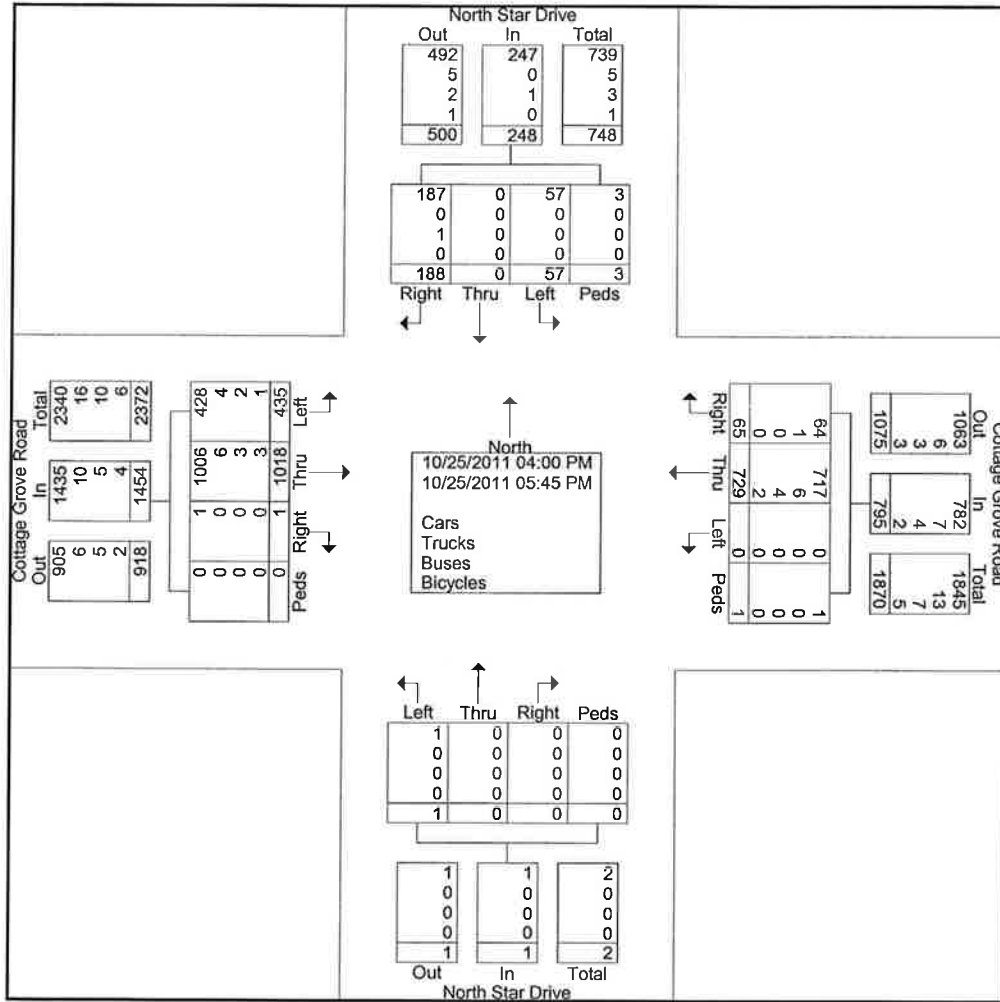 North Star Drive
Out In Total
492 247 739
5 0 5
2 1 3
1 0 1
500 248 748
187 0 57 3
0 0 0 0
1 0 0 0
0 0 0 0
188 0 57 3
Right Thru Left Peds
Cottage Grove Road
Total In Out
2340 1435 905
16 10 6
10 5 5
6 4 2
2372 1454 918
428 1006 1 0
4 6 0 0
2 3 0 0
1 3 0 0
435 1018 1 0
Left Thru Right Peds
North
10/25/2011 04:00 PM
10/25/2011 05:45 PM
Cars
Trucks
Buses
Bicycles
Right Thru Left Peds
65 729 0 1
0 2 0 0
0 4 0 0
1 6 0 0
64 717 0 1
Cottage Grove Road
Out In Total
1063 782 1845
6 7 13
3 4 7
3 2 5
1075 795 1870
Left Thru Right Peds
1 0 0 0
0 0 0 0
0 0 0 0
0 0 0 0
1 0 0 0
1 1 2
0 0 0
0 0 0
0 0 0
1 1 2
Out In Total
North Star Drive